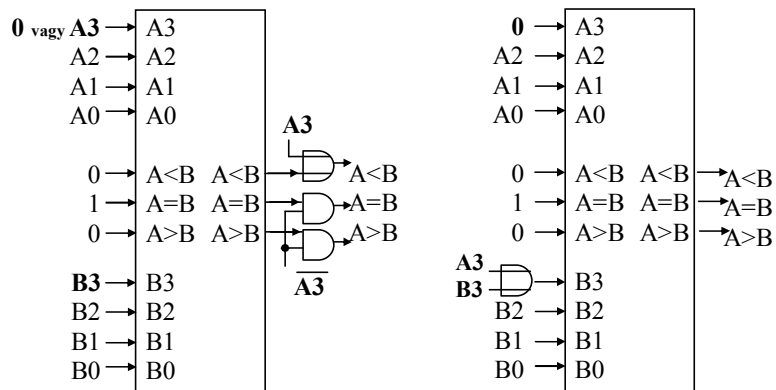 0 vagy A3 A3
A2 A2
A1 A1
A0 A0
A3
0 A<B A<B A<B
1 A=B A=B A=B
0 A>B A>B A>B
A3
B3 B3
B2 B2
B1 B1
B0 B0
0 A3
A2 A2
A1 A1
A0 A0
0 A<B A<B A<B
1 A=B A=B A=B
0 A>B A>B A>B
A3
B3 B3
B2 B2
B1 B1
B0 B0